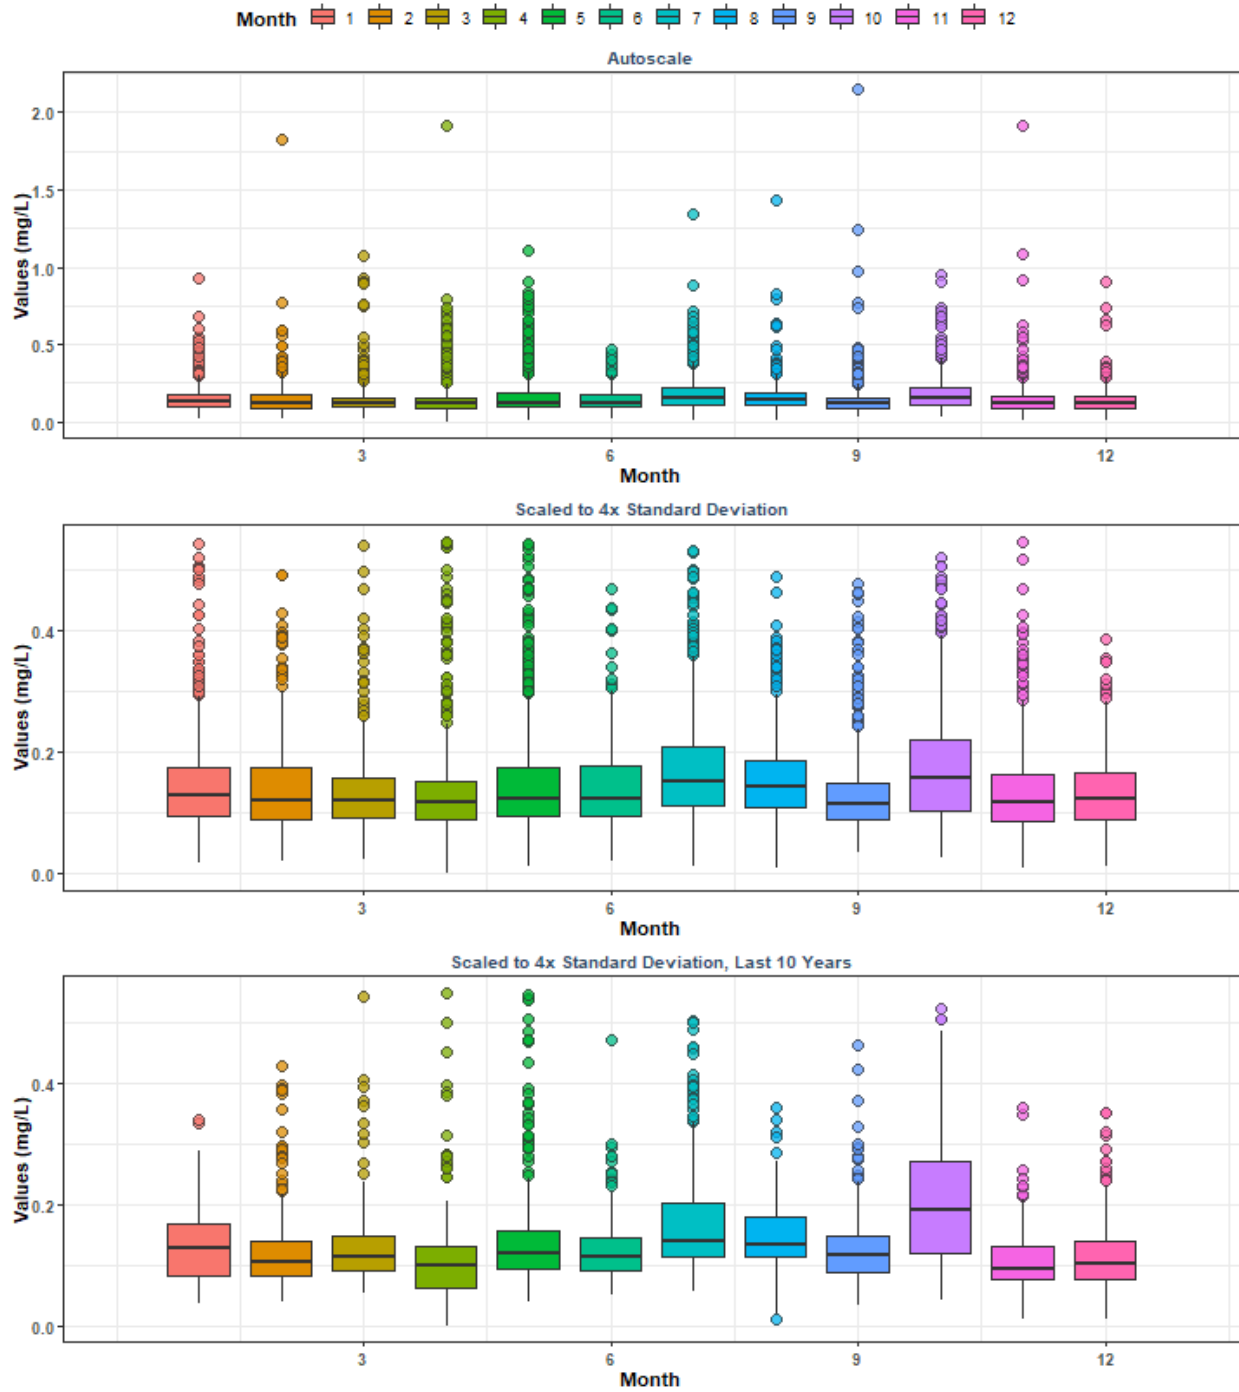 Month 1 2 3 4 5 6 7 8 9 10 11 12
Autoscale
Values (mg/L)
2.0
1.5
1.0
0.5
0.0
3 6 9 12
Month
Scaled to 4x Standard Deviation
Values (mg/L)
0.4
0.2
0.0
3 6 9 12
Month
Scaled to 4x Standard Deviation, Last 10 Years
Values (mg/L)
0.4
0.2
0.0
3 6 9 12
Month